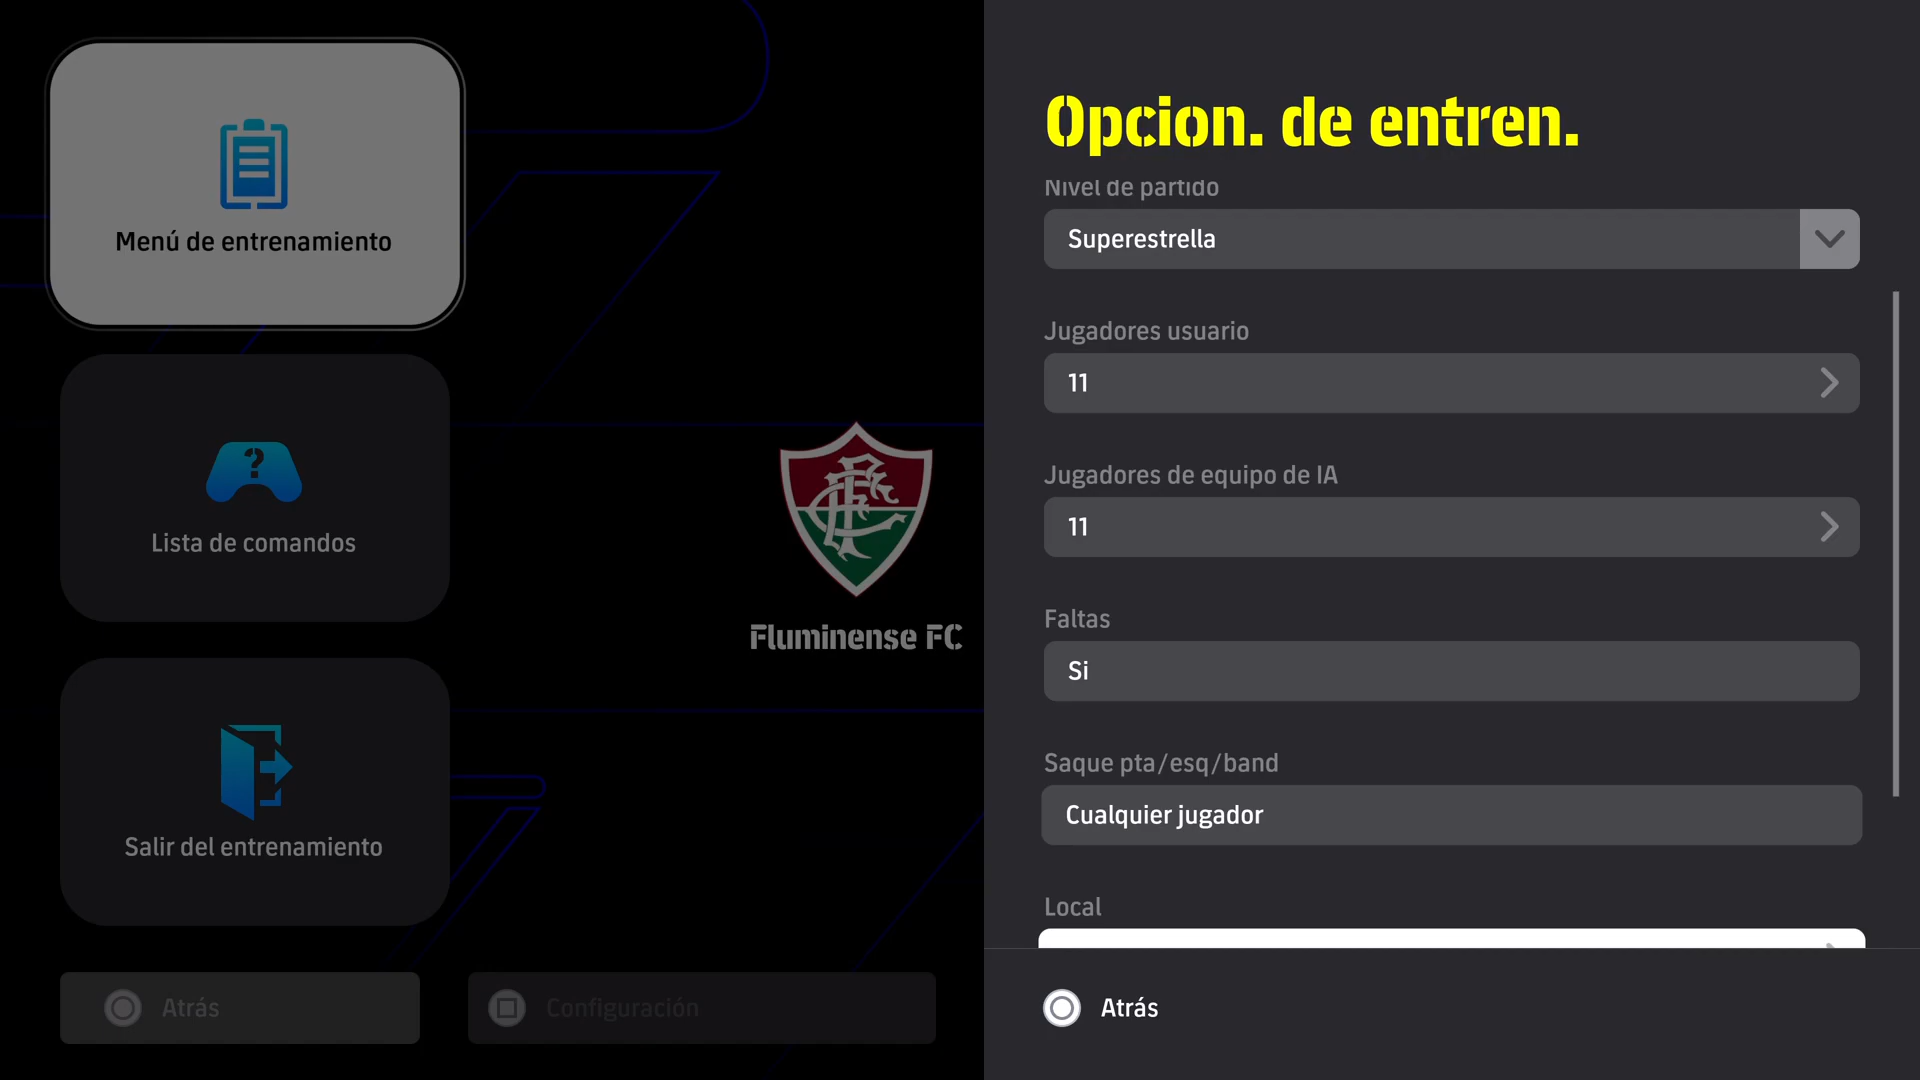 Menú de entrenamiento
?
Lista de comandos
Salir del entrenamiento
Atrás
Configuración
FFC
Fluminense FC
Opcion. de entren.
Nivel de partido
Superestrella
Jugadores usuario
11
Jugadores de equipo de IA
11
Faltas
Si
Saque pta/esq/band
Cualquier jugador
Local
Atrás